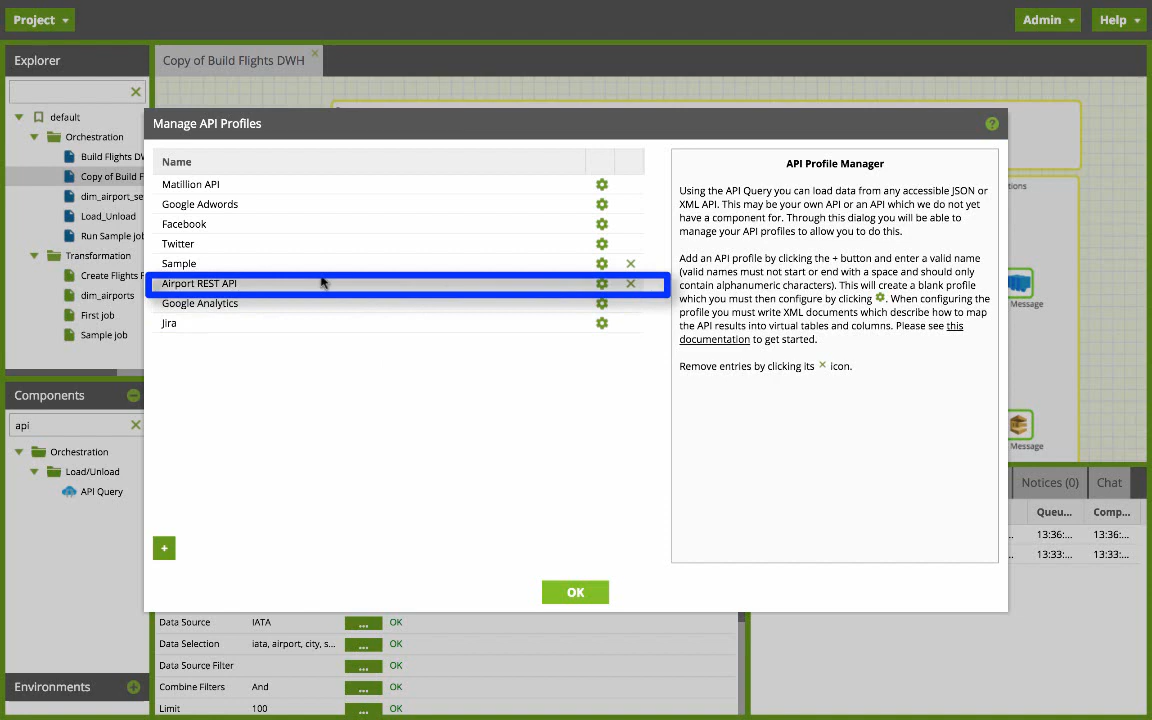 Project
Admin
Help
Explorer
Copy of Build Flights DWH
default
Orchestration
Build Flights DW
Copy of Build F
dim_airport_se
Load_Unload
Run Sample job
Transformation
Create Flights F
dim_airports
First job
Sample job
Components
api
Orchestration
Load/Unload
API Query
Environments
Manage API Profiles
Name
Matillion API
Google Adwords
Facebook
Twitter
Sample
Airport REST API
Google Analytics
Jira
API Profile Manager
Using the API Query you can load data from any accessible JSON or
XML API. This may be your own API or an API which we do not yet
have a component for. Through this dialog you will be able to
manage your API profiles to allow you to do this.
Add an API profile by clicking the + button and enter a valid name
(valid names must not start or end with a space and should only
contain alphanumeric characters). This will create a blank profile
which you must then configure by clicking . When configuring the
profile you must write XML documents which describe how to map
the API results into virtual tables and columns. Please see this
documentation to get started.
Remove entries by clicking its × icon.
+
OK
Message
Message
Notices (0)
Chat
Queu...
Comp...
13:36:...
13:36:...
13:33:...
13:33:...
Data Source IATA ... OK
Data Selection iata, airport, city, s... ... OK
Data Source Filter ... OK
Combine Filters And ... OK
Limit 100 ... OK